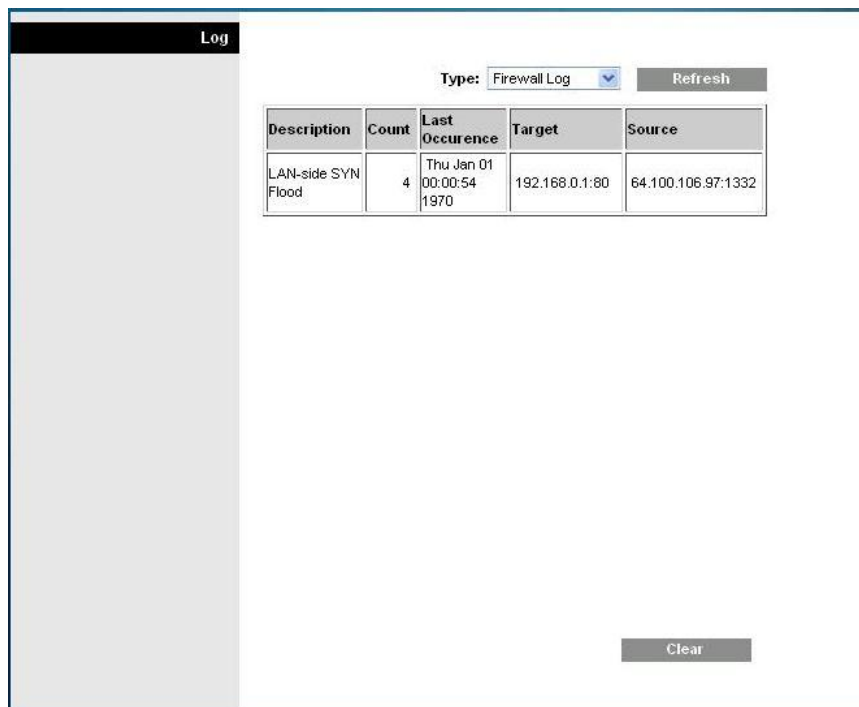 Log
Type: Firewall Log Refresh
Description Count Last Occurence Target Source
LAN-side SYN Flood 4 Thu Jan 01 00:00:54 1970 192.168.0.1:80 64.100.106.97:1332
Clear